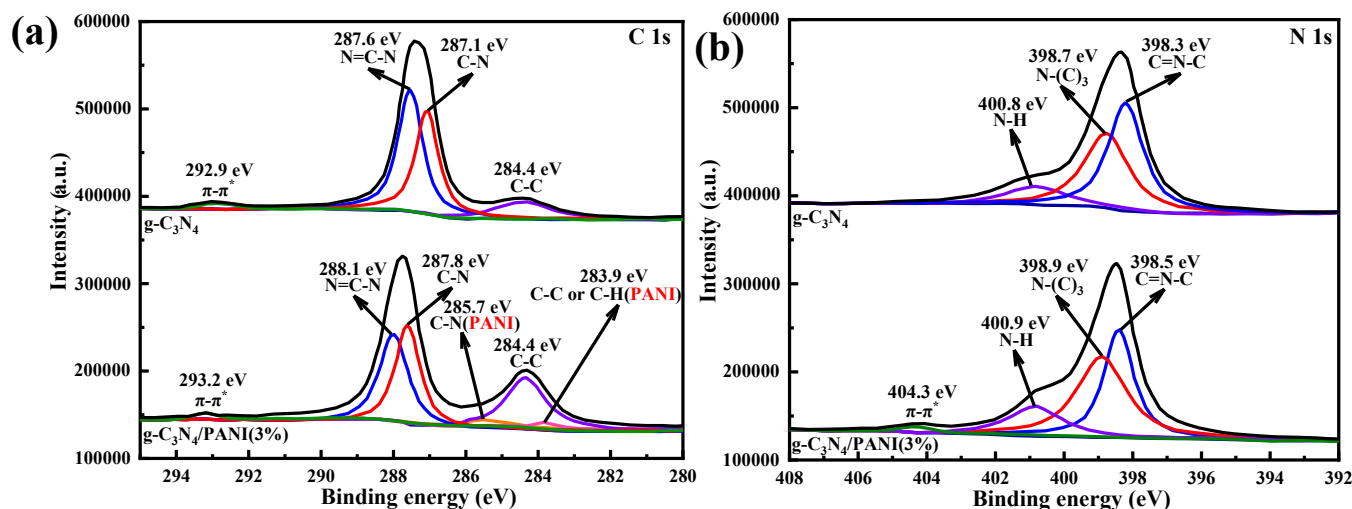 (a)
C 1s
600000
500000
400000
300000
200000
100000
Intensity (a.u.)
287.6 eV
N=C-N
287.1 eV
C-N
292.9 eV
π-π*
284.4 eV
C-C
g-C3N4
288.1 eV
N=C-N
287.8 eV
C-N
285.7 eV
C-N(PANI)
283.9 eV
C-C or C-H(PANI)
284.4 eV
C-C
293.2 eV
π-π*
g-C3N4/PANI(3%)
294 292 290 288 286 284 282 280
Binding energy (eV)
(b)
N 1s
600000
500000
400000
300000
200000
100000
Intensity (a.u.)
398.7 eV
N-(C)3
398.3 eV
C=N-C
400.8 eV
N-H
g-C3N4
398.9 eV
N-(C)3
398.5 eV
C=N-C
400.9 eV
N-H
404.3 eV
π-π*
g-C3N4/PANI(3%)
408 406 404 402 400 398 396 394 392
Binding energy (eV)